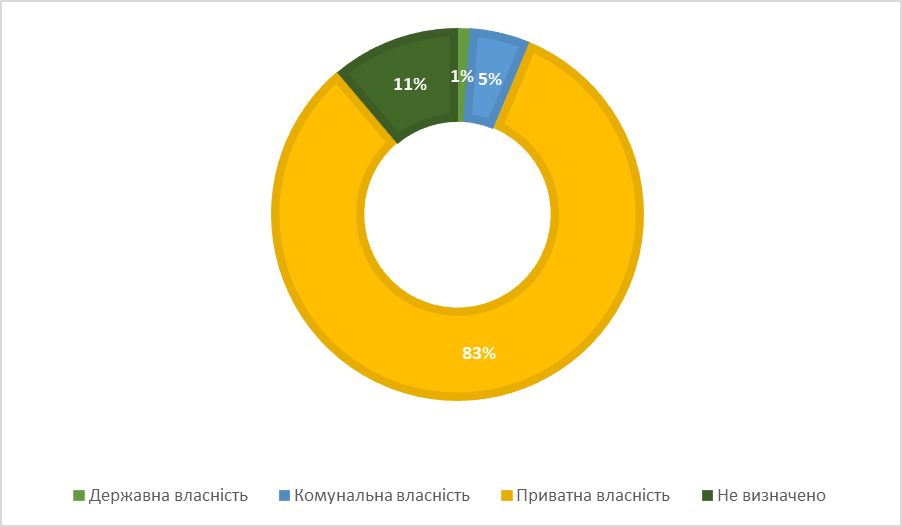 11%
1%
5%
83%
Державна власність
Комунальна власність
Приватна власність
Не визначено